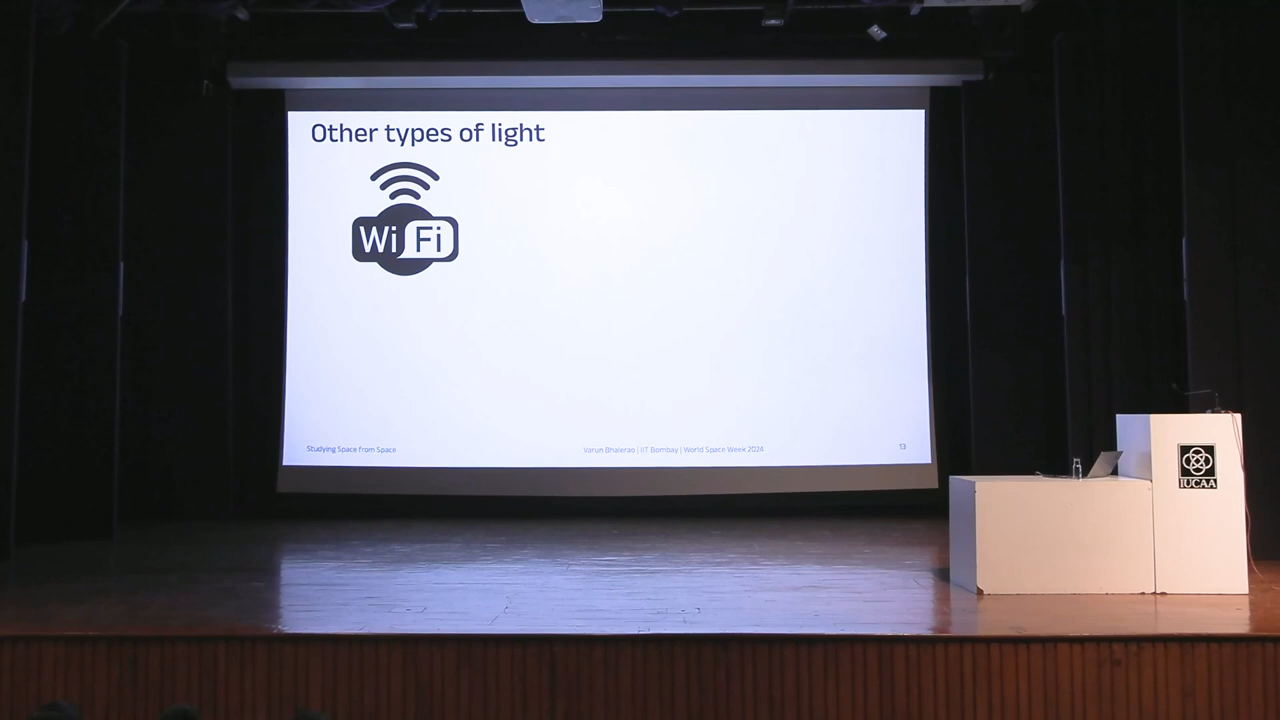 Other types of light
Wi Fi
Studying Space from Space
Varun Bhalerao | IIT Bombay | World Space Week 2024
13
IUCAA